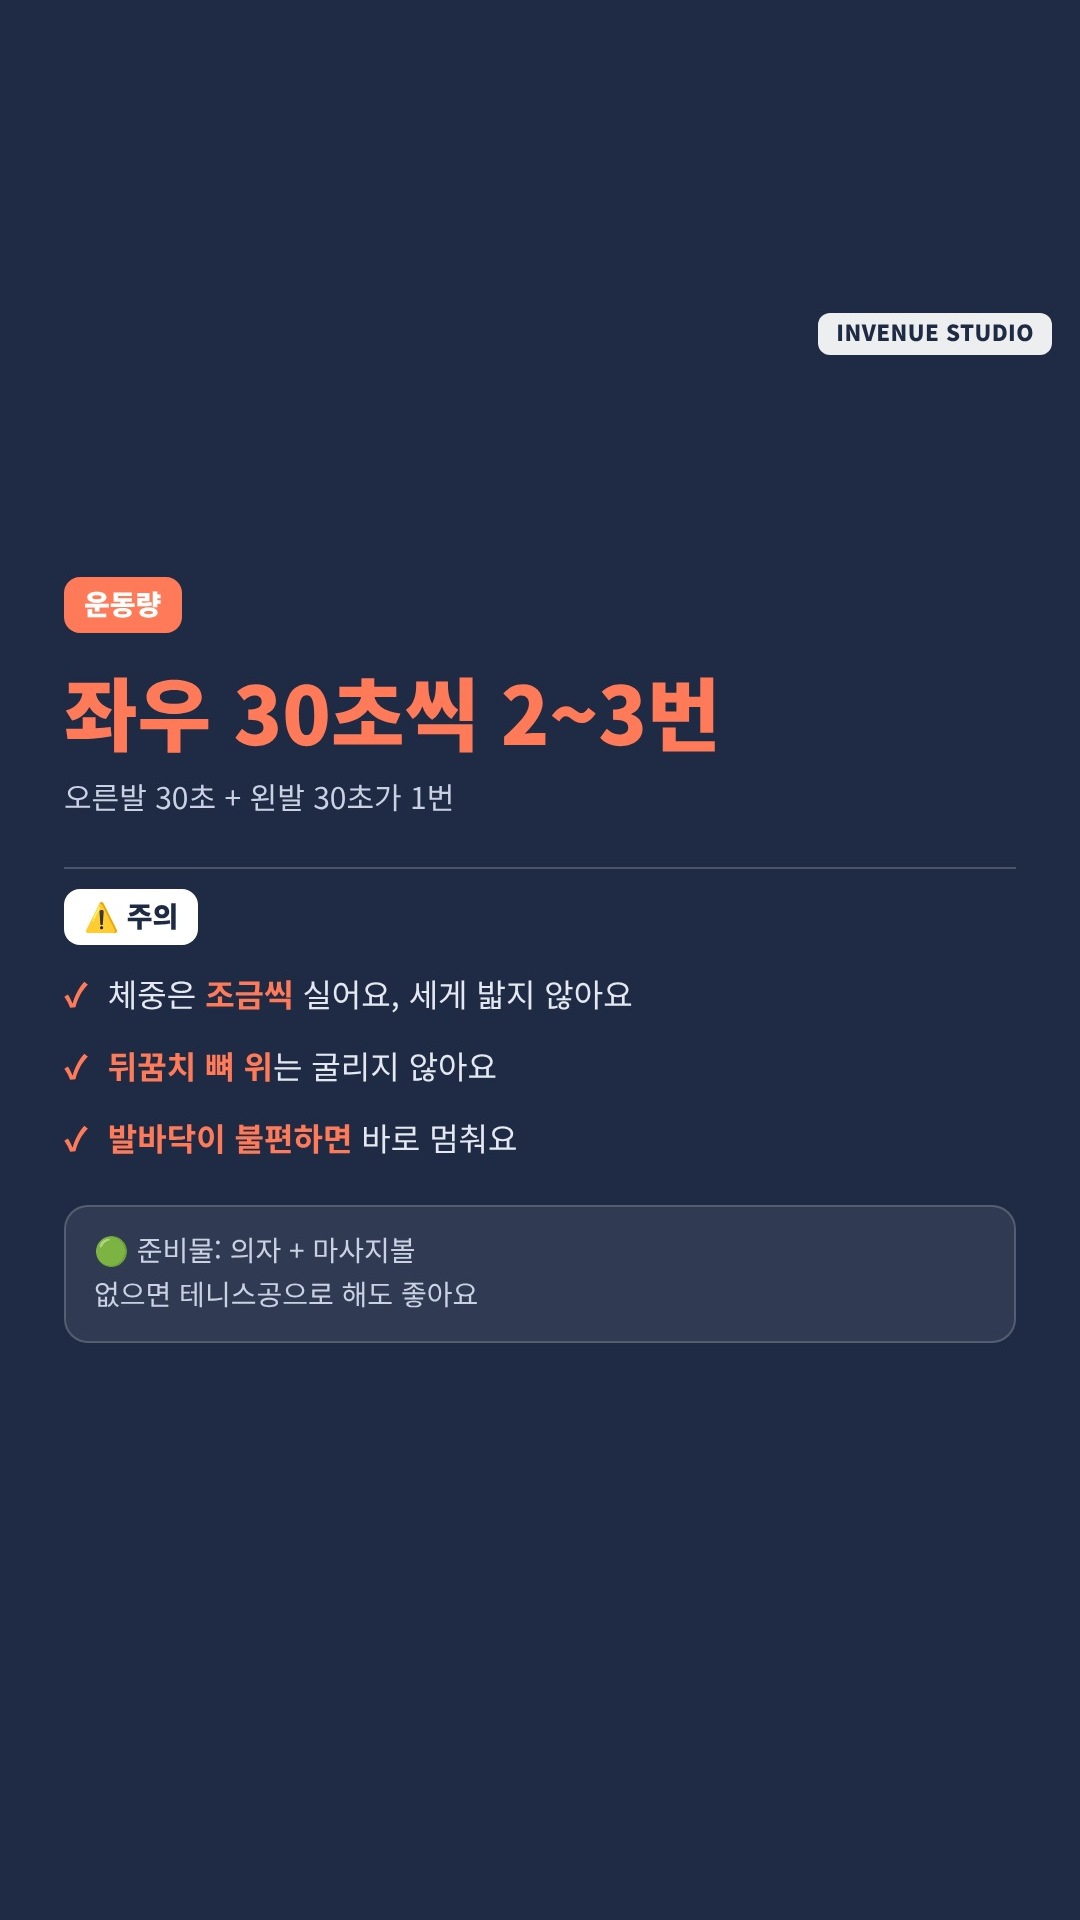 INVENUE STUDIO
운동량
좌우 30초씩 2~3번
오른발 30초 + 왼발 30초가 1번
⚠️ 주의
✓ 체중은 조금씩 실어요, 세게 밟지 않아요
✓ 뒤꿈치 뼈 위는 굴리지 않아요
✓ 발바닥이 불편하면 바로 멈춰요
🟢 준비물: 의자 + 마사지볼
없으면 테니스공으로 해도 좋아요